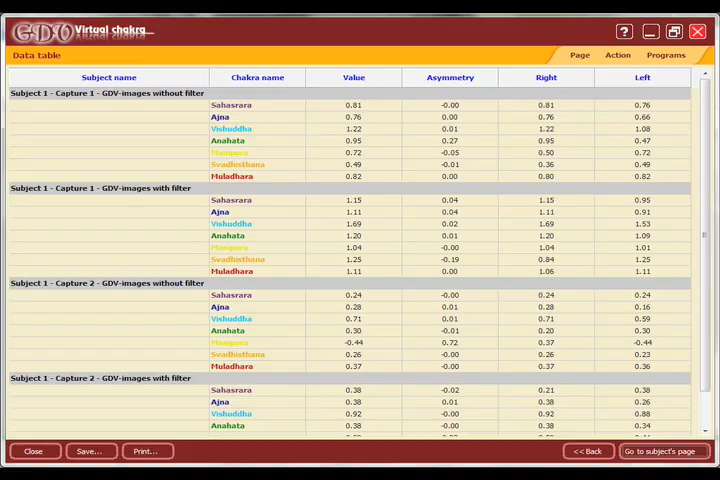 GDV Virtual chakra
?
Data table Page Action Programs
Subject name Chakra name Value Asymmetry Right Left
Subject 1 - Capture 1 - GDV-images without filter
Sahasrara 0.81 -0.00 0.81 0.76
Ajna 0.76 0.00 0.76 0.66
Vishuddha 1.22 0.01 1.22 1.08
Anahata 0.95 0.27 0.95 0.47
Manipura 0.72 -0.05 0.50 0.72
Svadhisthana 0.49 -0.01 0.36 0.49
Muladhara 0.82 0.00 0.80 0.82
Subject 1 - Capture 1 - GDV-images with filter
Sahasrara 1.15 0.04 1.15 0.95
Ajna 1.11 0.04 1.11 0.91
Vishuddha 1.69 0.02 1.69 1.53
Anahata 1.20 0.01 1.20 1.09
Manipura 1.04 -0.00 1.04 1.01
Svadhisthana 1.25 -0.19 0.84 1.25
Muladhara 1.11 0.00 1.06 1.11
Subject 1 - Capture 2 - GDV-images without filter
Sahasrara 0.24 -0.00 0.24 0.24
Ajna 0.28 0.01 0.28 0.16
Vishuddha 0.71 0.01 0.71 0.59
Anahata 0.30 -0.01 0.20 0.30
Manipura -0.44 0.72 0.37 -0.44
Svadhisthana 0.26 -0.00 0.26 0.23
Muladhara 0.37 -0.00 0.37 0.36
Subject 1 - Capture 2 - GDV-images with filter
Sahasrara 0.38 -0.02 0.21 0.38
Ajna 0.38 0.01 0.38 0.26
Vishuddha 0.92 -0.00 0.92 0.88
Anahata 0.38 -0.00 0.38 0.34
Close Save... Print... << Back Go to subject's page